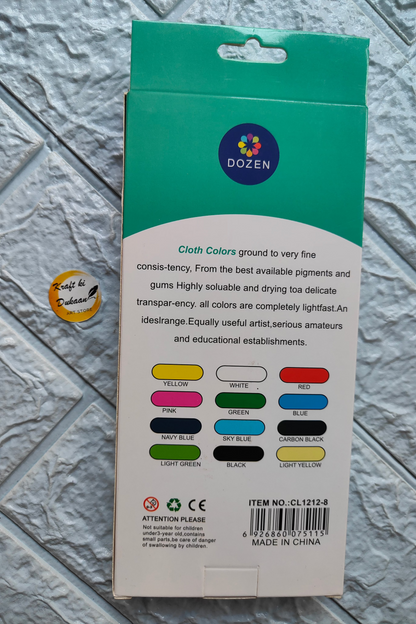 DOZEN
Cloth Colors ground to very fine
consis-tency, From the best available pigments and
gums Highly soluable and drying toa delicate
transpar-ency. all colors are completely lightfast.An
ideslrange.Equally useful artist,serious amateurs
and educational establishments.
YELLOW
WHITE
RED
PINK
GREEN
BLUE
NAVY BLUE
SKY BLUE
CARBON BLACK
LIGHT GREEN
BLACK
LIGHT YELLOW
CE
ATTENTION PLEASE
Not suitable for children
under3-year old,contains
small parts,be care of danger
of swallowing by children.
ITEM NO.:CL1212-8
6 926860 075115
MADE IN CHINA
Kraft ki
Dukaan
ART STORE